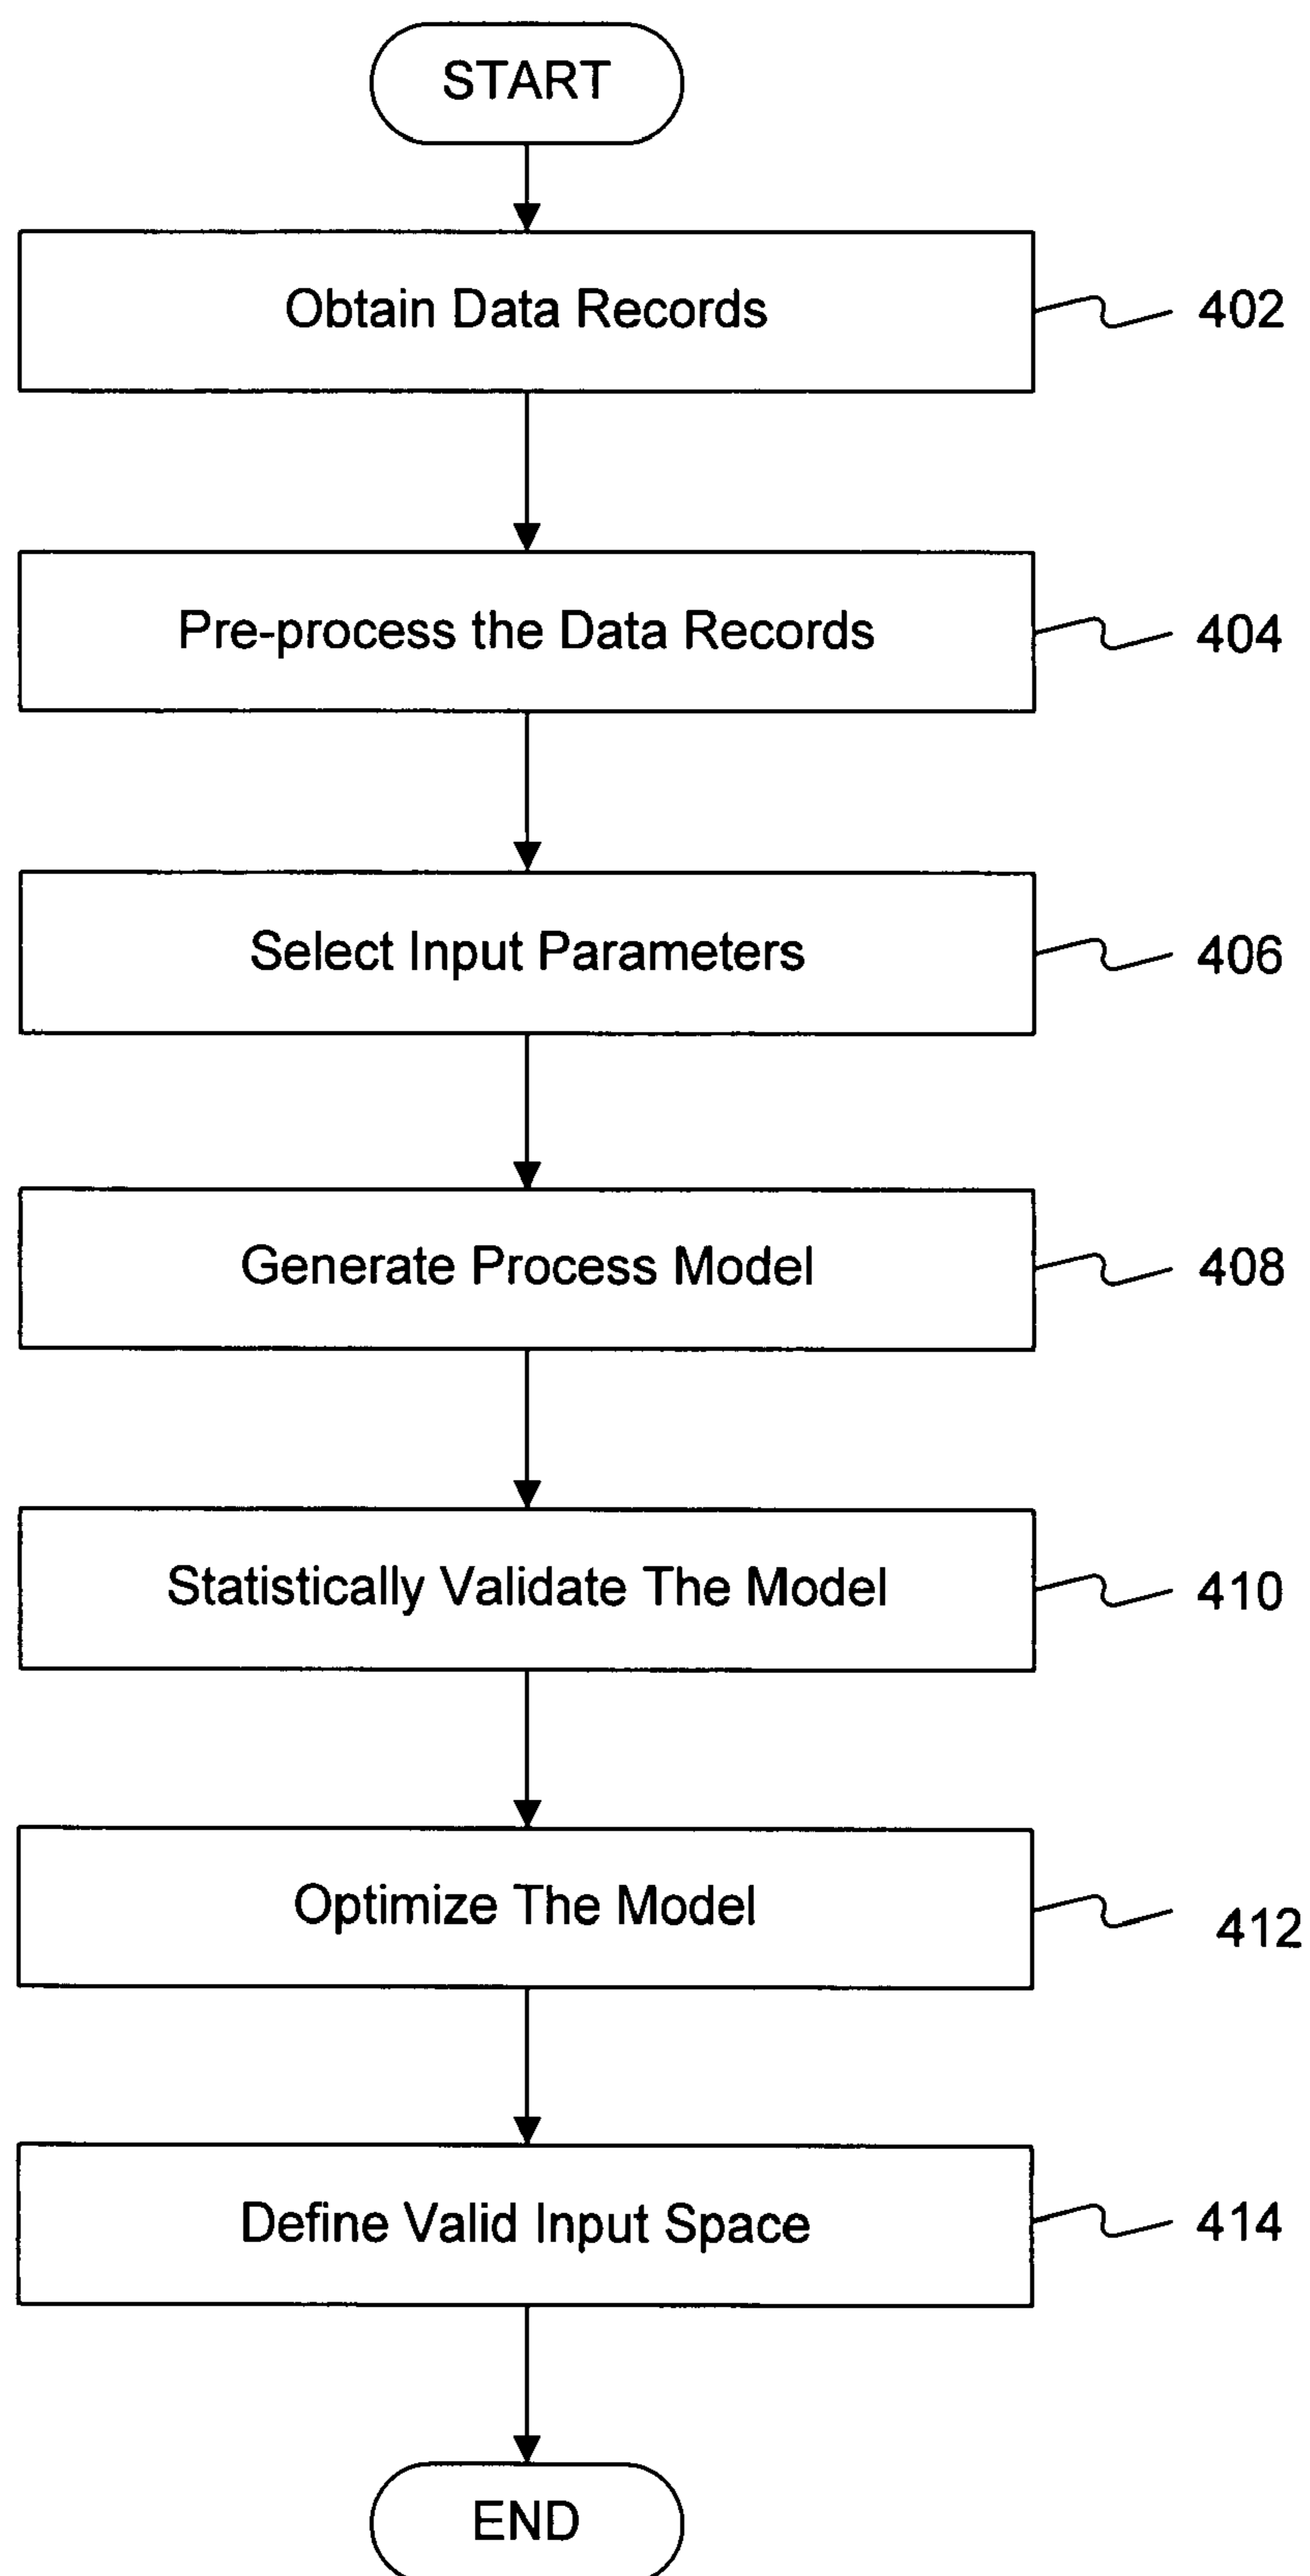 START
Obtain Data Records
402
Pre-process the Data Records
404
Select Input Parameters
406
Generate Process Model
408
Statistically Validate The Model
410
Optimize The Model
412
Define Valid Input Space
414
END